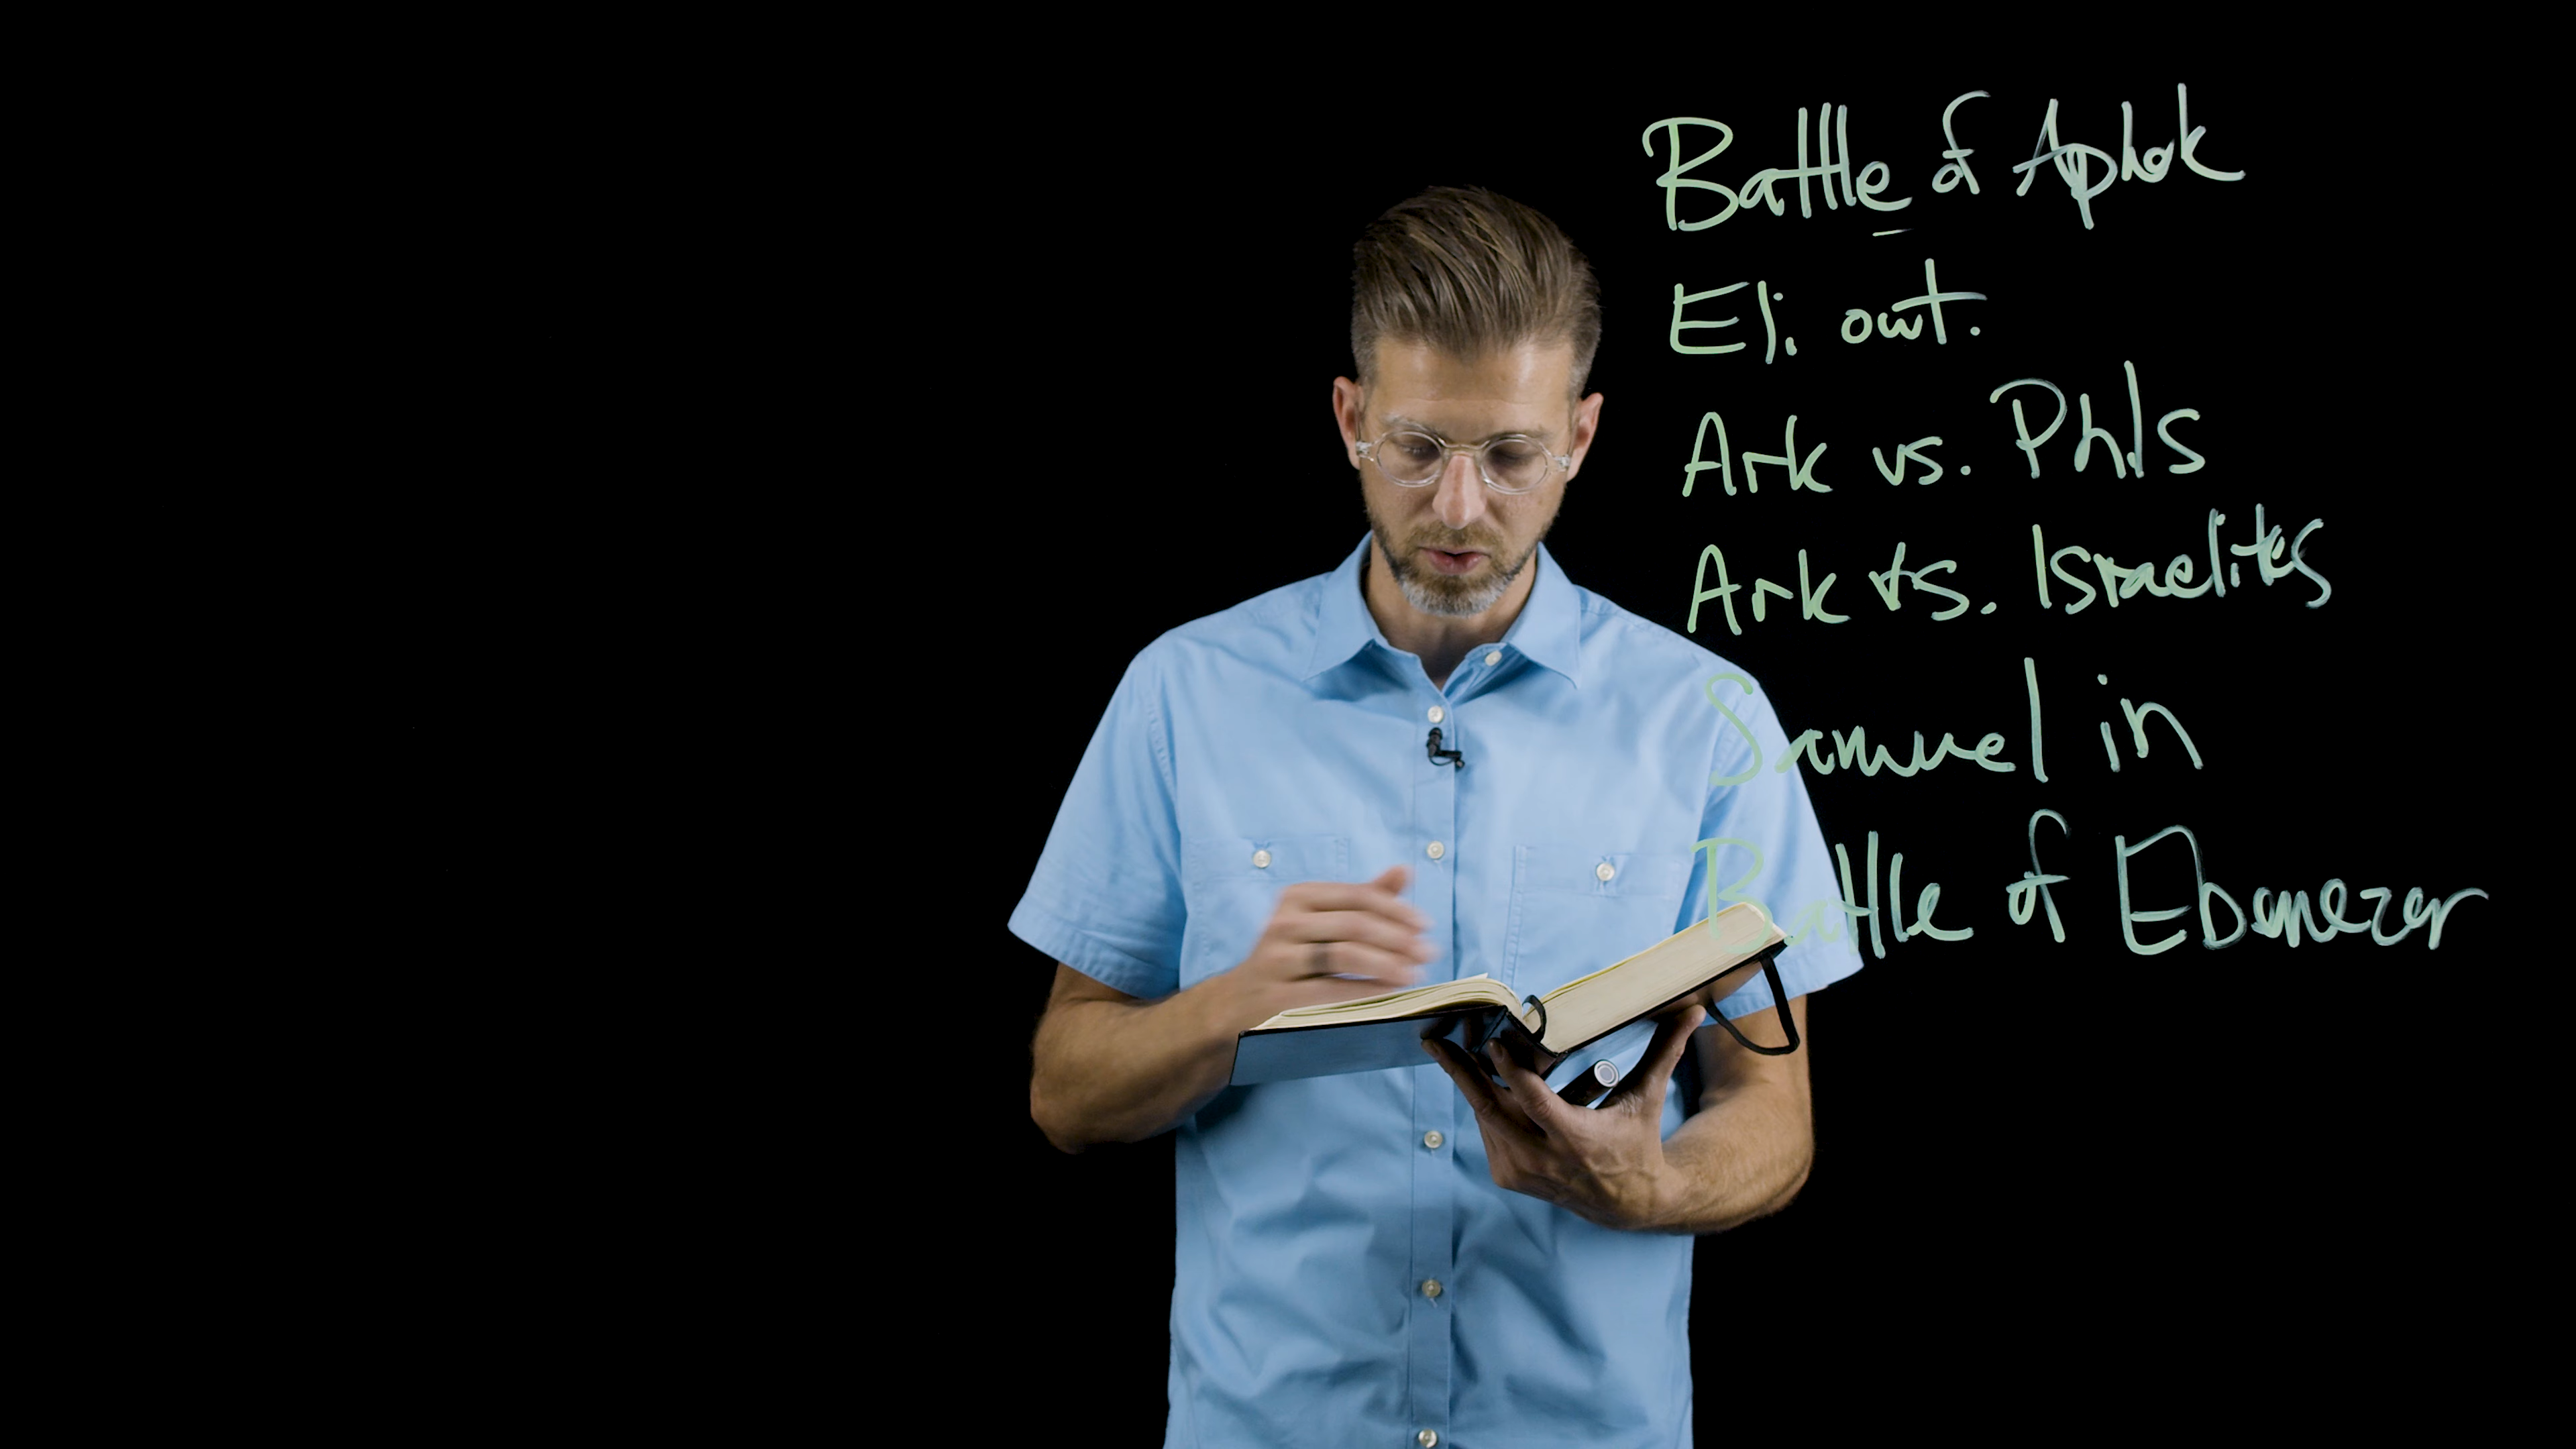 Battle of Aphek
Eli out.
Ark vs. Phils
Ark vs. Israelites
Samuel in
Battle of Ebenezer